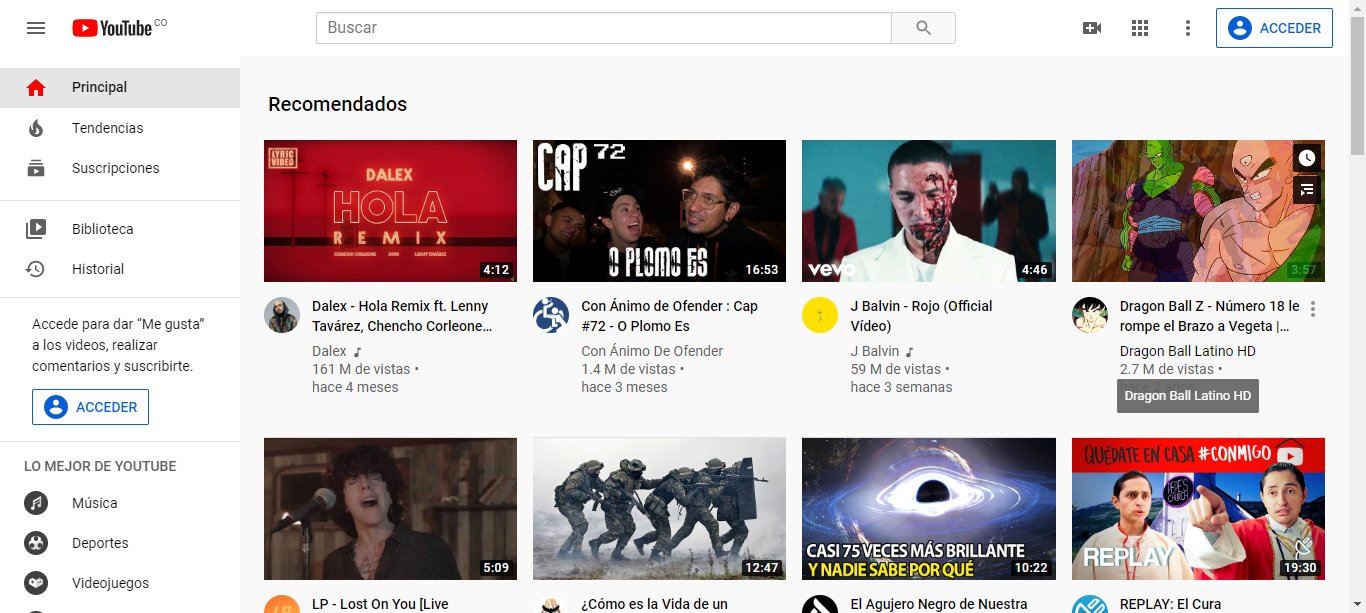 YouTube CO
Buscar
ACCEDER
Principal
Tendencias
Suscripciones
Biblioteca
Historial
Accede para dar “Me gusta”
a los videos, realizar
comentarios y suscribirte.
ACCEDER
LO MEJOR DE YOUTUBE
Música
Deportes
Videojuegos
Recomendados
LYRIC
VIDEO
DALEX
HOLA
REMIX
CHENCHO CORLEONE
LENNY TAVÁREZ
4:12
Dalex - Hola Remix ft. Lenny
Tavárez, Chencho Corleone...
Dalex
161 M de vistas •
hace 4 meses
CAP 72
O PLOMO ES
16:53
Con Ánimo de Ofender : Cap
#72 - O Plomo Es
Con Ánimo De Ofender
1.4 M de vistas •
hace 3 meses
vevo
4:46
J Balvin - Rojo (Official
Vídeo)
J Balvin
59 M de vistas •
hace 3 semanas
3:57
Dragon Ball Z - Número 18 le
rompe el Brazo a Vegeta |...
Dragon Ball Latino HD
2.7 M de vistas •
hace 2 años
Dragon Ball Latino HD
5:09
LP
LP - Lost On You [Live
12:47
¿Cómo es la Vida de un
CASI 75 VECES MÁS BRILLANTE
Y NADIE SABE POR QUÉ
10:22
El Agujero Negro de Nuestra
QUÉDATE EN CASA #CONMIGO
PEPE'S
CHURCH
REPLAY
19:30
REPLAY: El Cura